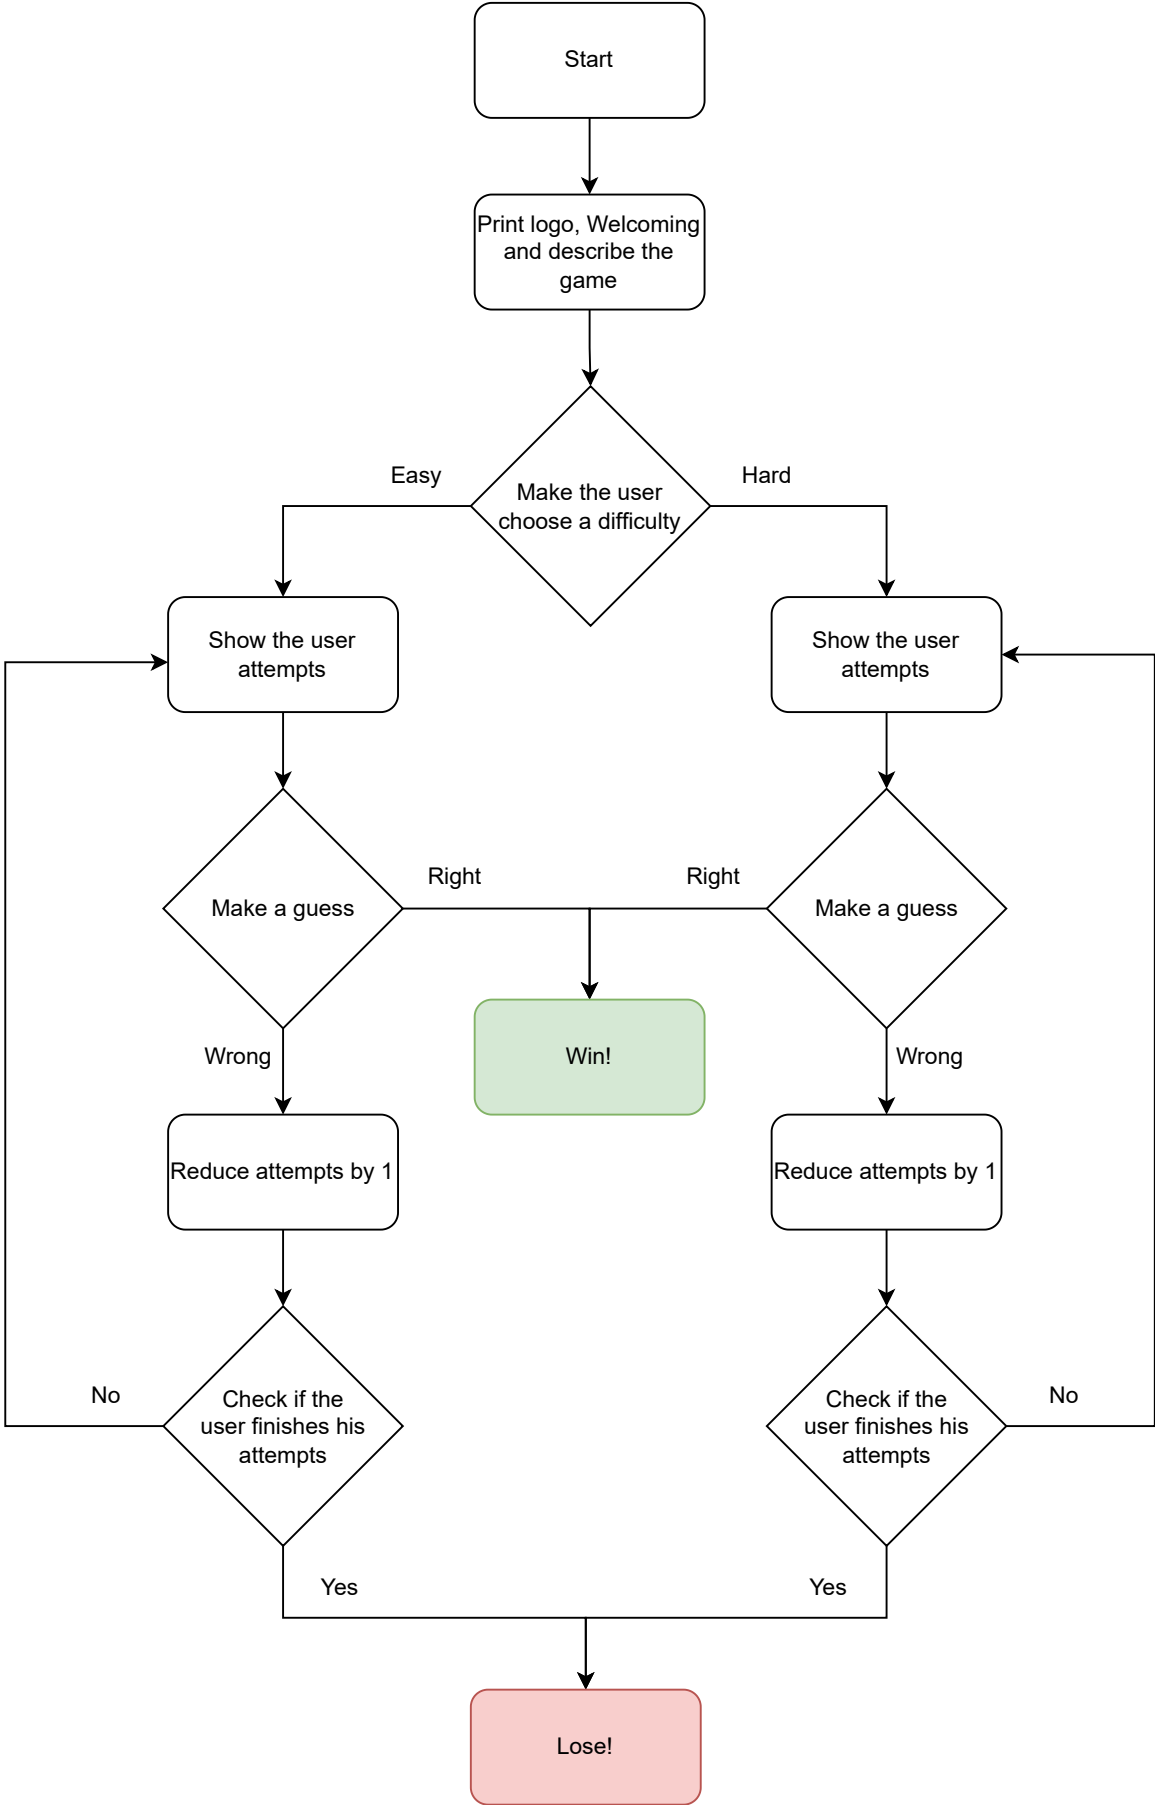 Start
Print logo, Welcoming
and describe the
game
Easy
Hard
Make the user
choose a difficulty
Show the user
attempts
Show the user
attempts
Make a guess
Right
Right
Make a guess
Wrong
Win!
Wrong
Reduce attempts by 1
Reduce attempts by 1
No
Check if the
user finishes his
attempts
Check if the
user finishes his
attempts
No
Yes
Yes
Lose!